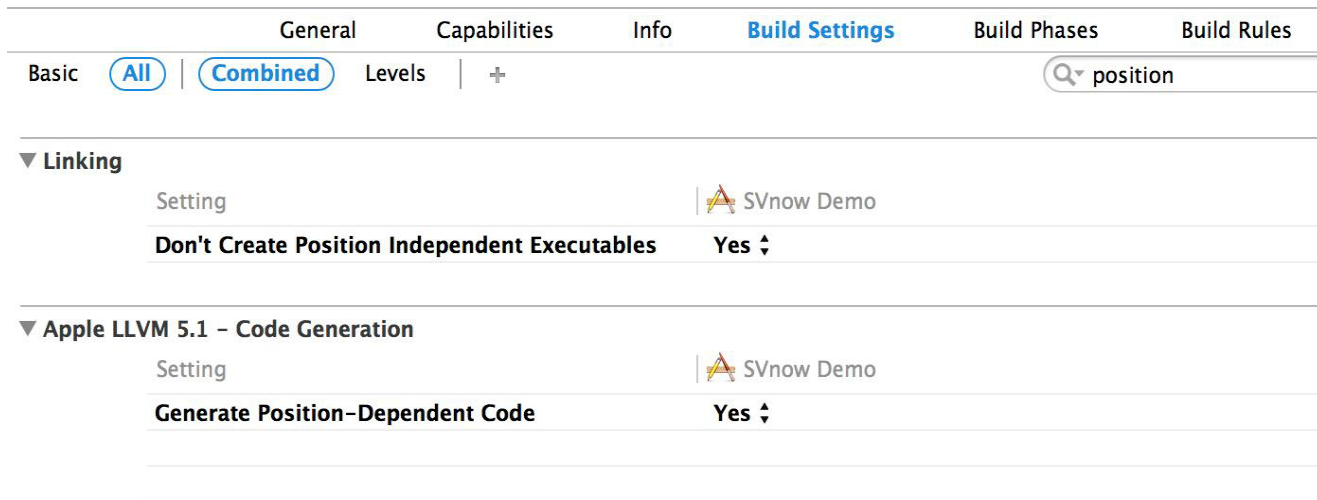 General Capabilities Info Build Settings Build Phases Build Rules
Basic All Combined Levels + position
Linking
Setting SVnow Demo
Don't Create Position Independent Executables Yes
Apple LLVM 5.1 - Code Generation
Setting SVnow Demo
Generate Position-Dependent Code Yes